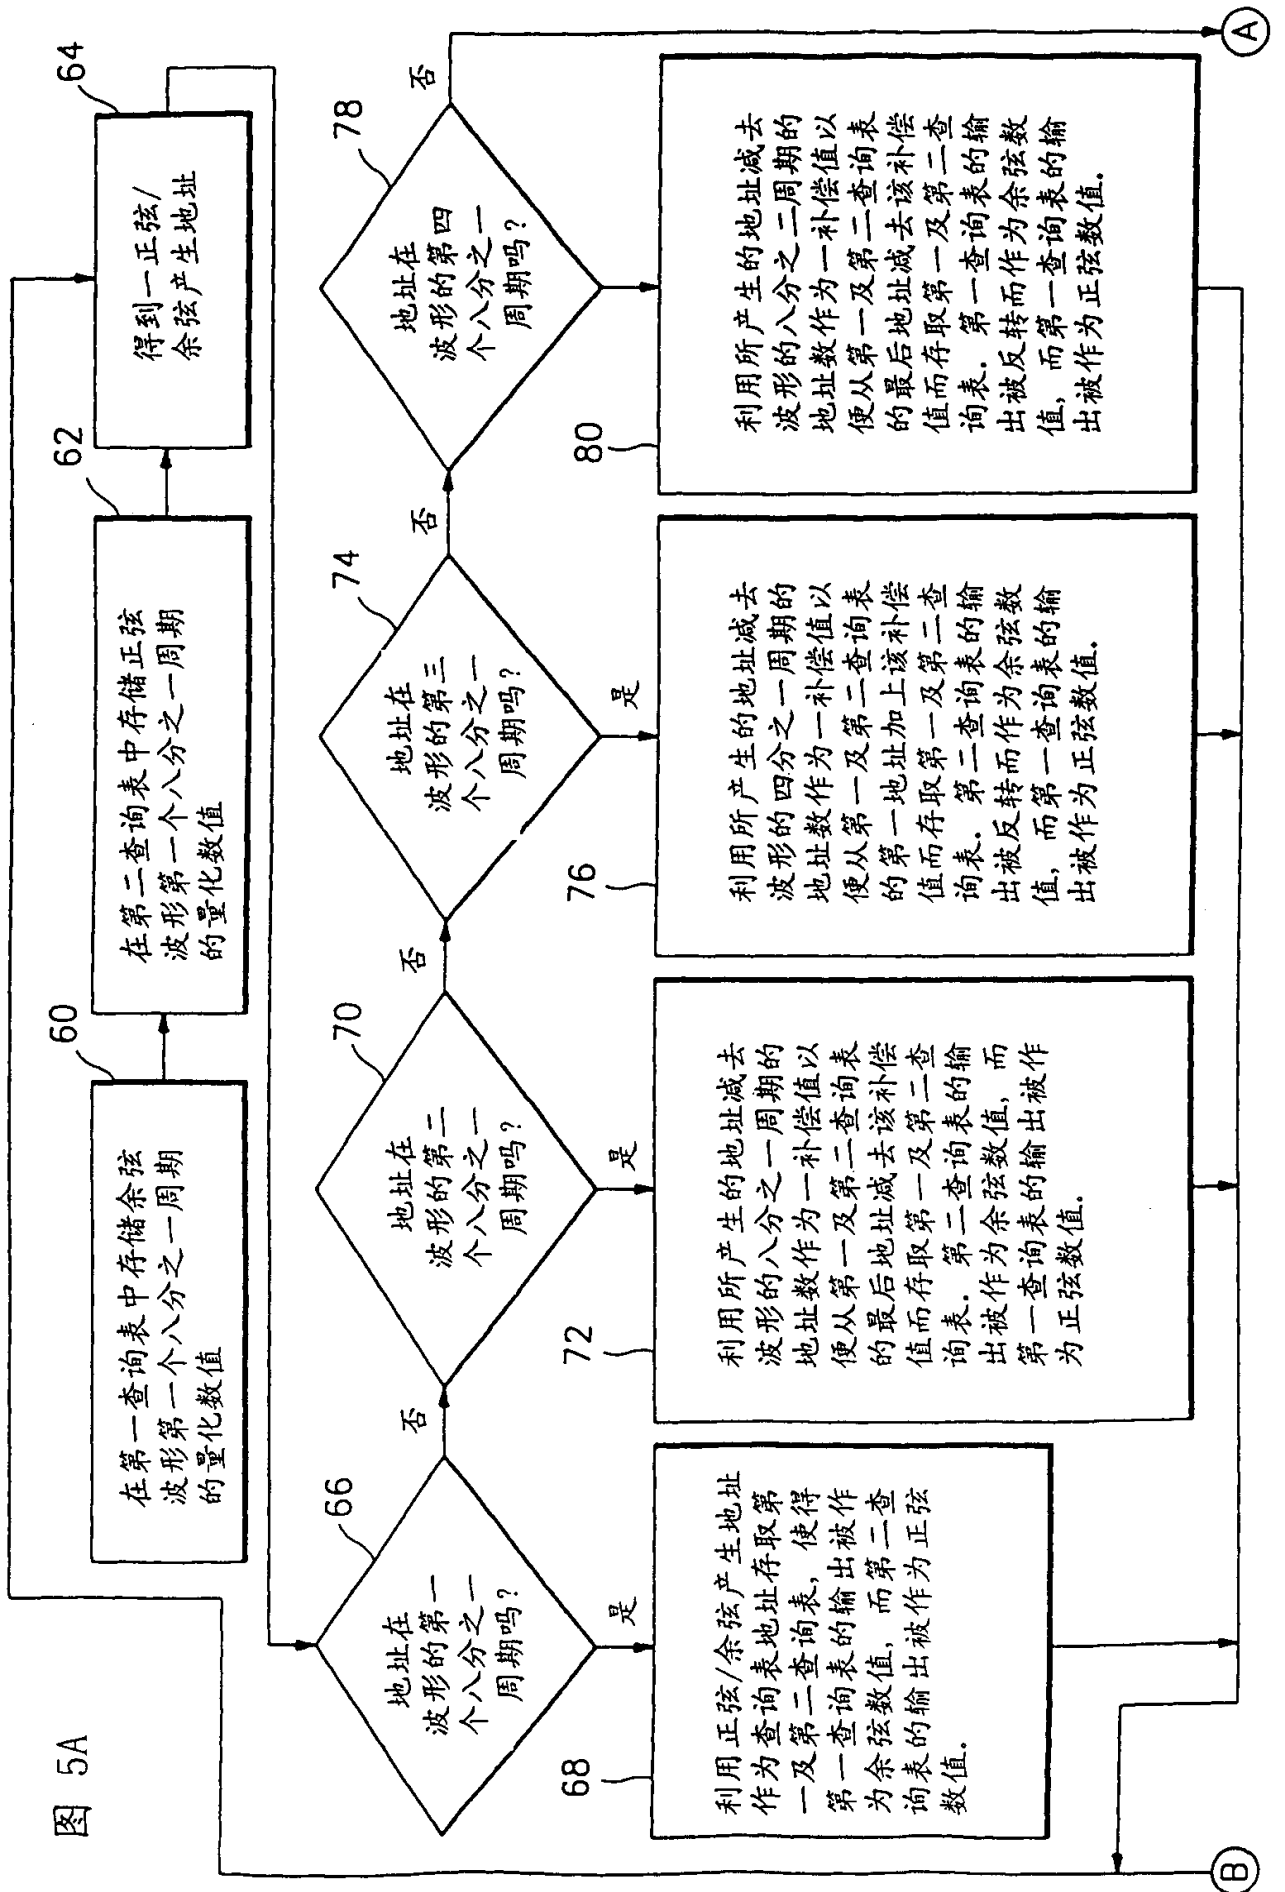 图 5A
60
在第一查询表中存储余弦
波形第一个八分之一周期
的量化数值
62
在第二查询表中存储正弦
波形第一个八分之一周期
的量化数值
64
得到一正弦/
余弦产生地址
66
地址在
波形的第一
个八分之一
周期吗?
否
是
68
利用正弦/余弦产生地址
作为查询表地址存取第
一及第二查询表，使得
第一查询表的输出被作
为余弦数值，而第二查
询表的输出被作为正弦
数值.
70
地址在
波形的第二
个八分之一
周期吗?
否
是
72
利用所产生的地址减去
波形的八分之一周期的
地址数作为一补偿值以
便从第一及第二查询表
的最后地址减去该补偿
值而存取第一及第二查
询表. 第二查询表的输
出被作为余弦数值，而
第一查询表的输出被作
为正弦数值.
74
地址在
波形的第三
个八分之一
周期吗?
否
是
76
利用所产生的地址减去
波形的四分之一周期的
地址数作为一补偿值以
便从第一及第二查询表
的第一地址加上该补偿
值而存取第一及第二查
询表. 第二查询表的输
出被反转而作为余弦数
值，而第一查询表的输
出被作为正弦数值.
78
地址在
波形的第四
个八分之一
周期吗?
否
80
利用所产生的地址减去
波形的八分之二周期的
地址数作为一补偿值以
便从第一及第二查询表
的最后地址减去该补偿
值而存取第一及第二查
询表. 第一查询表的输
出被反转而作为余弦数
值，而第一查询表的输
出被作为正弦数值.
A
B